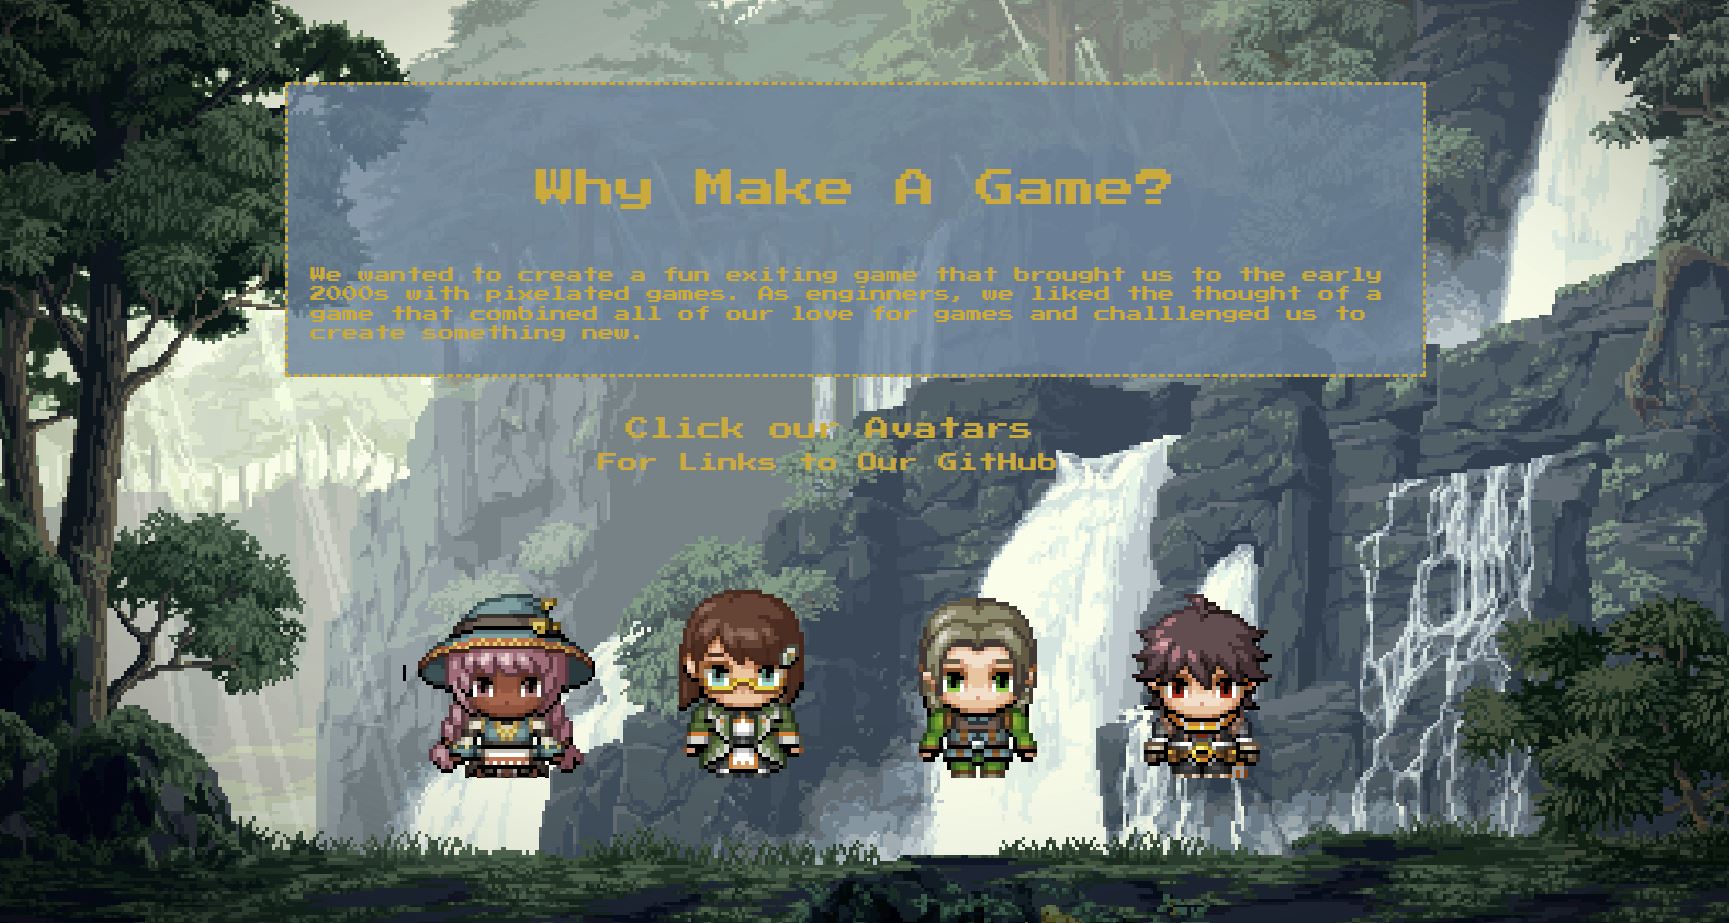 Why Make A Game?
We wanted to create a fun exiting game that brought us to the early
2000s with pixelated games. As enginners, we liked the thought of a
game that combined all of our love for games and challlenged us to
create something new.
Click our Avatars
For Links to Our GitHub